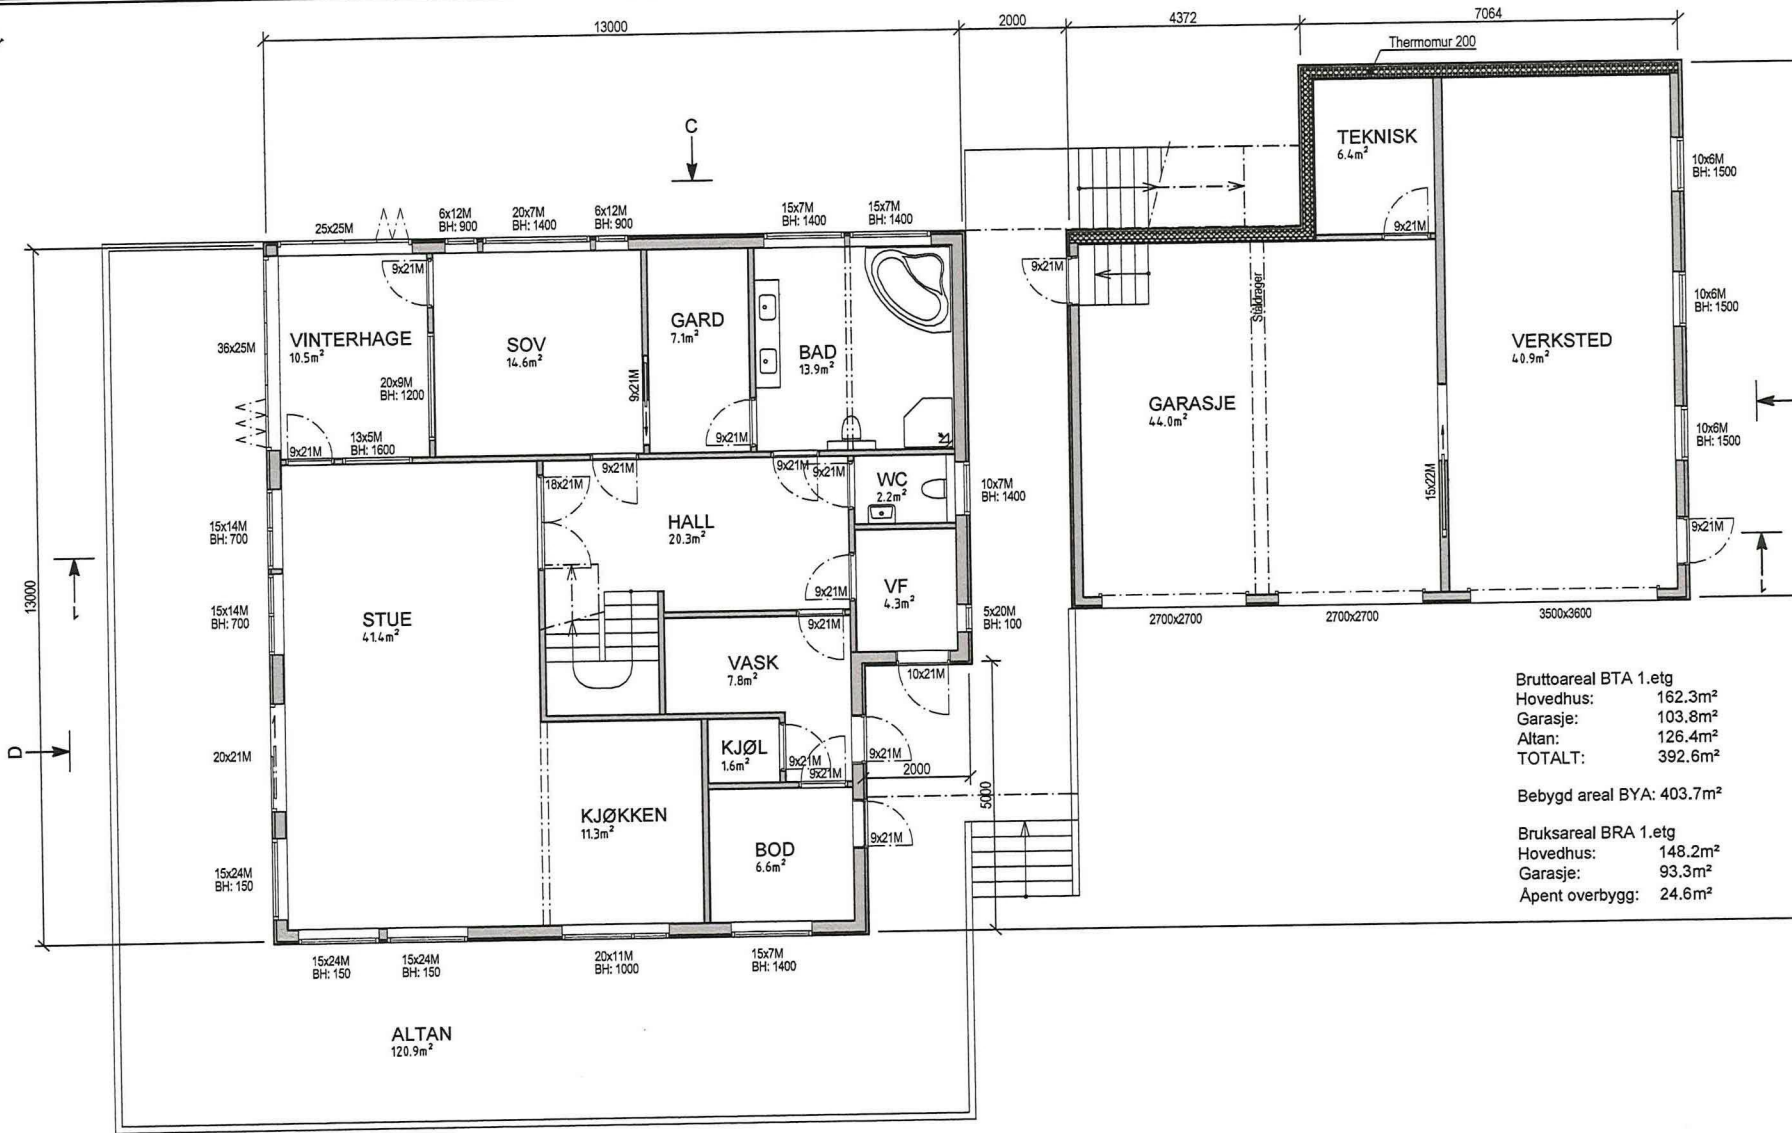 13000
2000
4372
7064
Thermomur 200
C
TEKNISK
6.4m²
9x21M
10x6M
BH: 1500
25x25M
6x12M
BH: 900
20x7M
BH: 1400
6x12M
BH: 900
15x7M
BH: 1400
15x7M
BH: 1400
9x21M
9x21M
Ståldrager
10x6M
BH: 1500
36x25M
VINTERHAGE
10.5m²
20x9M
BH: 1200
SOV
14.6m²
9x21M
GARD
7.1m²
BAD
13.9m²
GARASJE
44.0m²
VERKSTED
40.9m²
10x6M
BH: 1500
9x21M
13x5M
BH: 1600
9x21M
9x21M
9x21M
9x21M
18x21M
WC
2.2m²
10x7M
BH: 1400
15x22M
9x21M
15x14M
BH: 700
HALL
20.3m²
13000
15x14M
BH: 700
STUE
41.4m²
9x21M
VF
4.3m²
5x20M
BH: 100
2700x2700
2700x2700
3500x3600
9x21M
VASK
7.8m²
10x21M
D
20x21M
KJØL
1.6m²
9x21M
9x21M
9x21M
2000
5000
KJØKKEN
11.3m²
BOD
6.6m²
9x21M
15x24M
BH: 150
15x24M
BH: 150
15x24M
BH: 150
20x11M
BH: 1000
15x7M
BH: 1400
ALTAN
120.9m²
Bruttoareal BTA 1.etg
Hovedhus: 162.3m²
Garasje: 103.8m²
Altan: 126.4m²
TOTALT: 392.6m²
Bebygd areal BYA: 403.7m²
Bruksareal BRA 1.etg
Hovedhus: 148.2m²
Garasje: 93.3m²
Åpent overbygg: 24.6m²